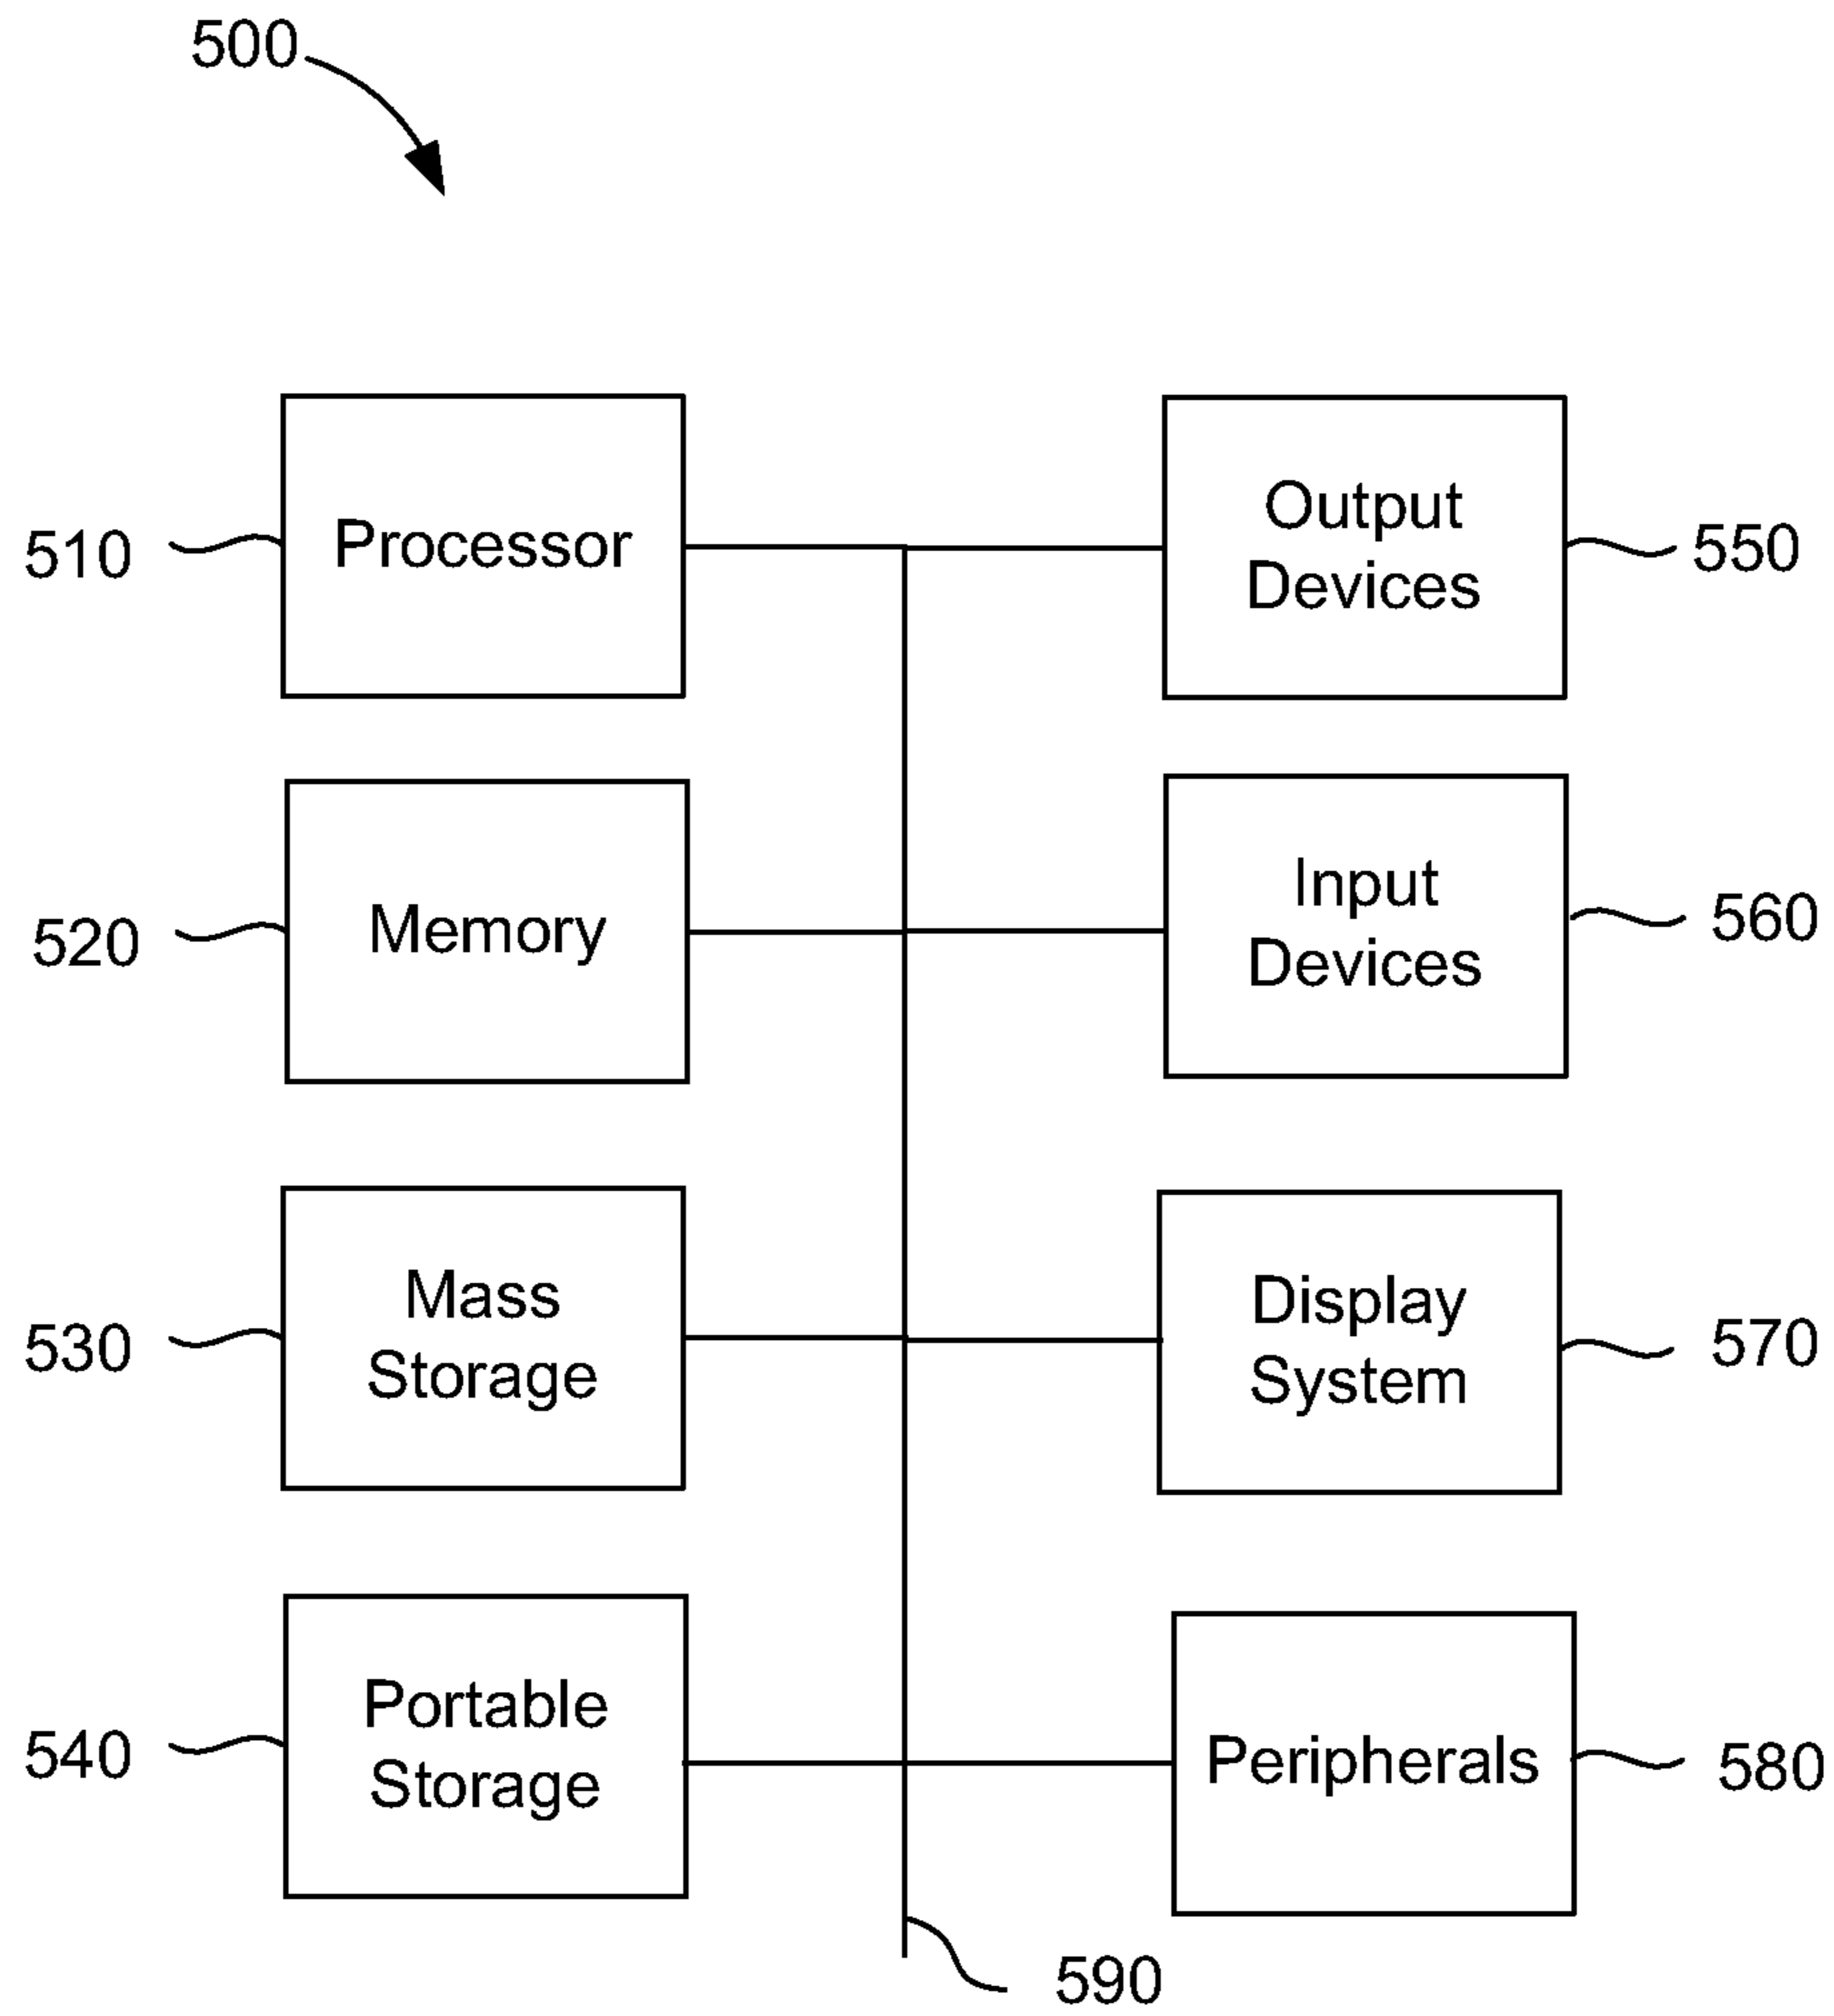 500
510
Processor
Output
Devices
550
520
Memory
Input
Devices
560
530
Mass
Storage
Display
System
570
540
Portable
Storage
Peripherals
580
590